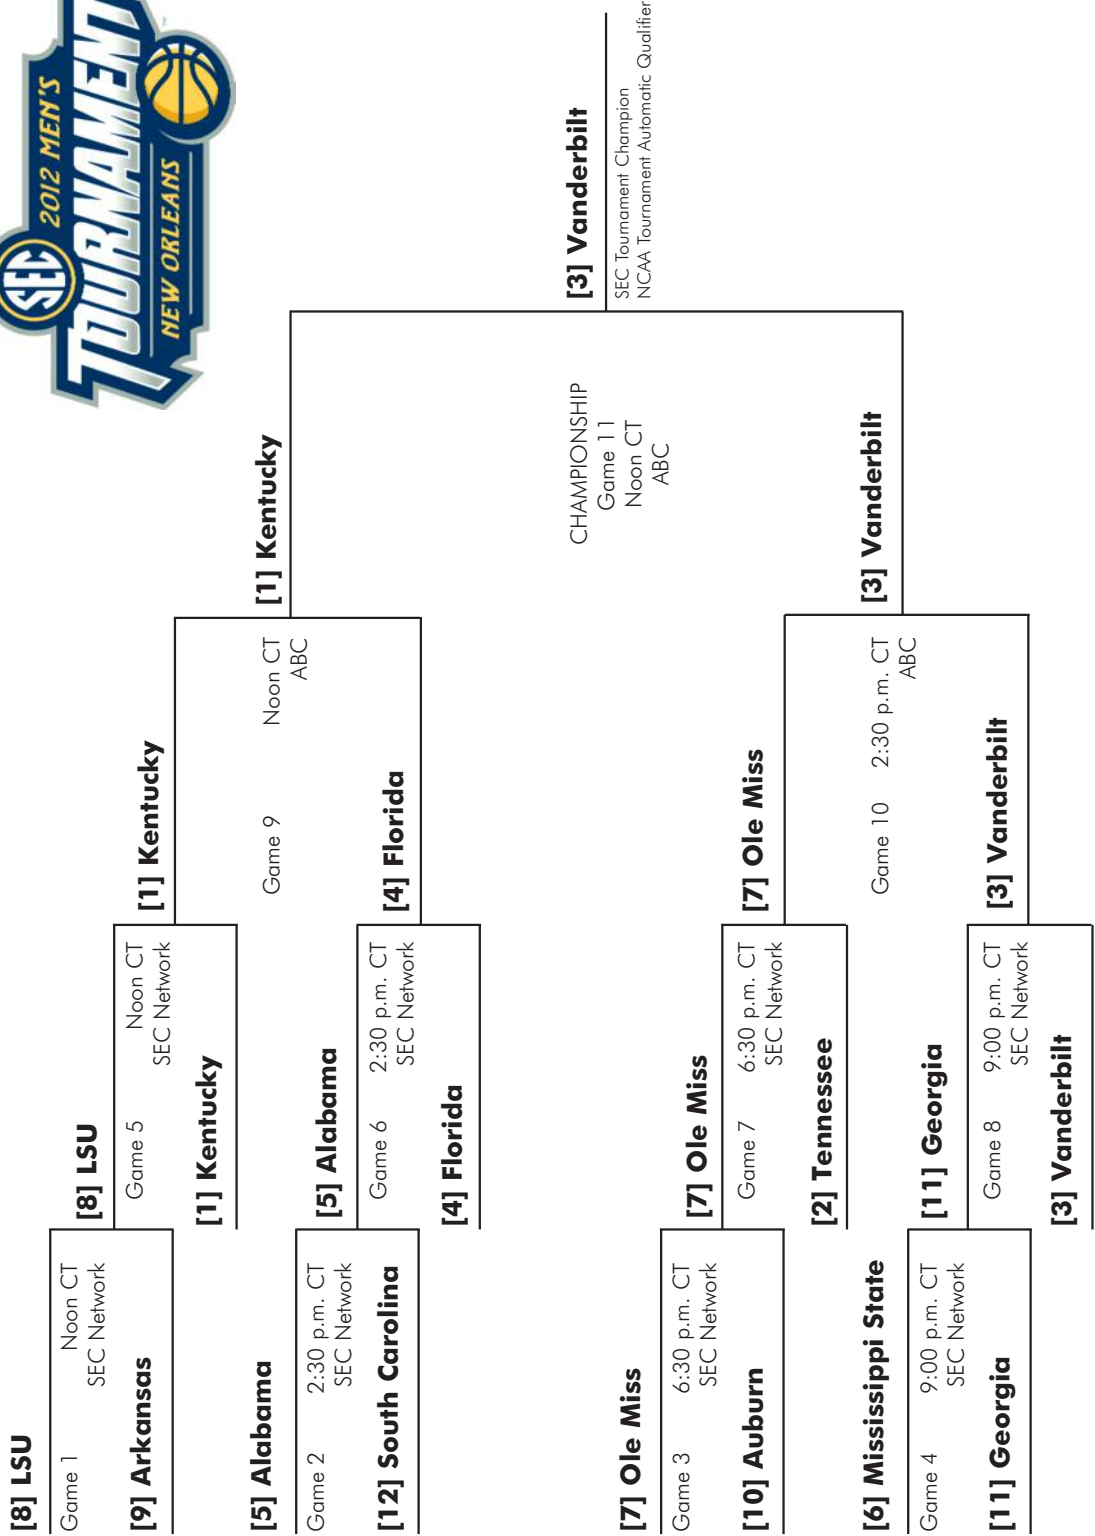 SEC
2012 MEN'S
TOURNAMENT
NEW ORLEANS
[8] LSU
Game 1 Noon CT
SEC Network
[9] Arkansas
[5] Alabama
Game 2 2:30 p.m. CT
SEC Network
[12] South Carolina
[7] Ole Miss
Game 3 6:30 p.m. CT
SEC Network
[10] Auburn
[6] Mississippi State
Game 4 9:00 p.m. CT
SEC Network
[11] Georgia
[8] LSU
Game 5 Noon CT
SEC Network
[1] Kentucky
[5] Alabama
Game 6 2:30 p.m. CT
SEC Network
[4] Florida
[7] Ole Miss
Game 7 6:30 p.m. CT
SEC Network
[2] Tennessee
[11] Georgia
Game 8 9:00 p.m. CT
SEC Network
[3] Vanderbilt
[1] Kentucky
Game 9 Noon CT
ABC
[4] Florida
[7] Ole Miss
Game 10 2:30 p.m. CT
ABC
[3] Vanderbilt
[1] Kentucky
CHAMPIONSHIP
Game 11
Noon CT
ABC
[3] Vanderbilt
[3] Vanderbilt
SEC Tournament Champion
NCAA Tournament Automatic Qualifier